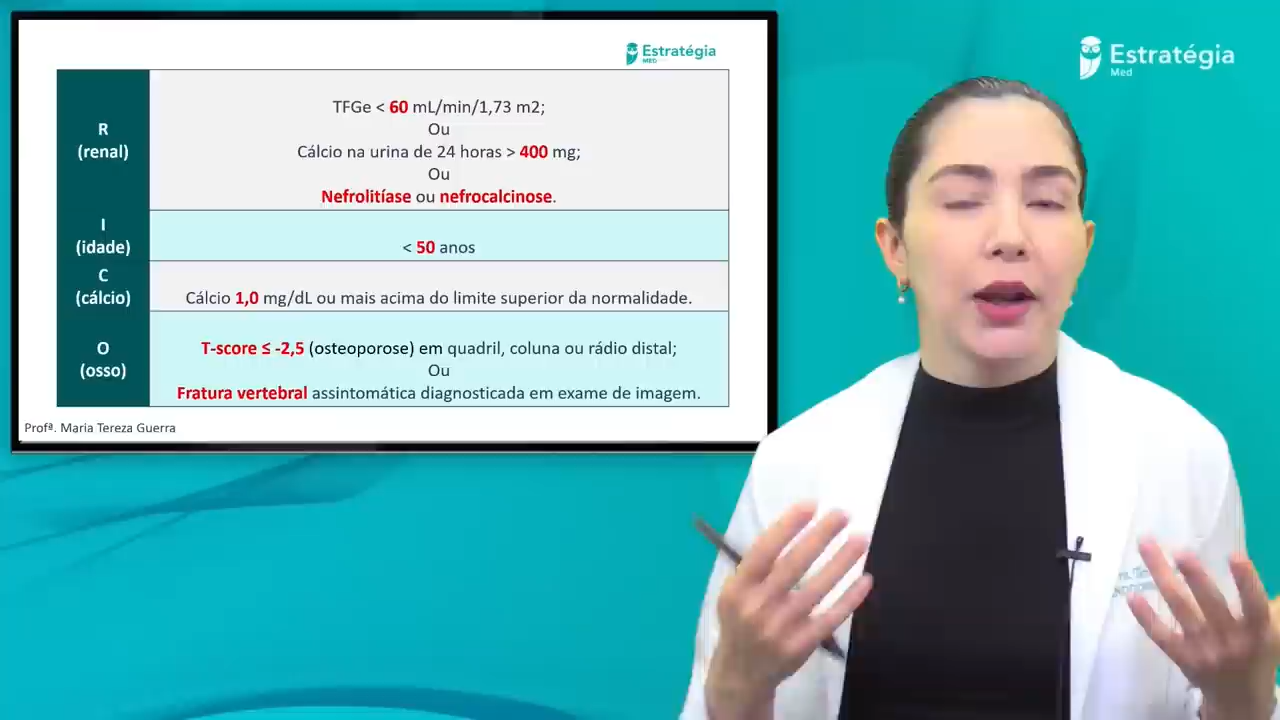 Estratégia
MED
R
(renal)
TFGe < 60 mL/min/1,73 m2;
Ou
Cálcio na urina de 24 horas > 400 mg;
Ou
Nefrolitíase ou nefrocalcinose.
I
(idade)
< 50 anos
C
(cálcio)
Cálcio 1,0 mg/dL ou mais acima do limite superior da normalidade.
O
(osso)
T-score ≤ -2,5 (osteoporose) em quadril, coluna ou rádio distal;
Ou
Fratura vertebral assintomática diagnosticada em exame de imagem.
Profª. Maria Tereza Guerra
Estratégia
Med